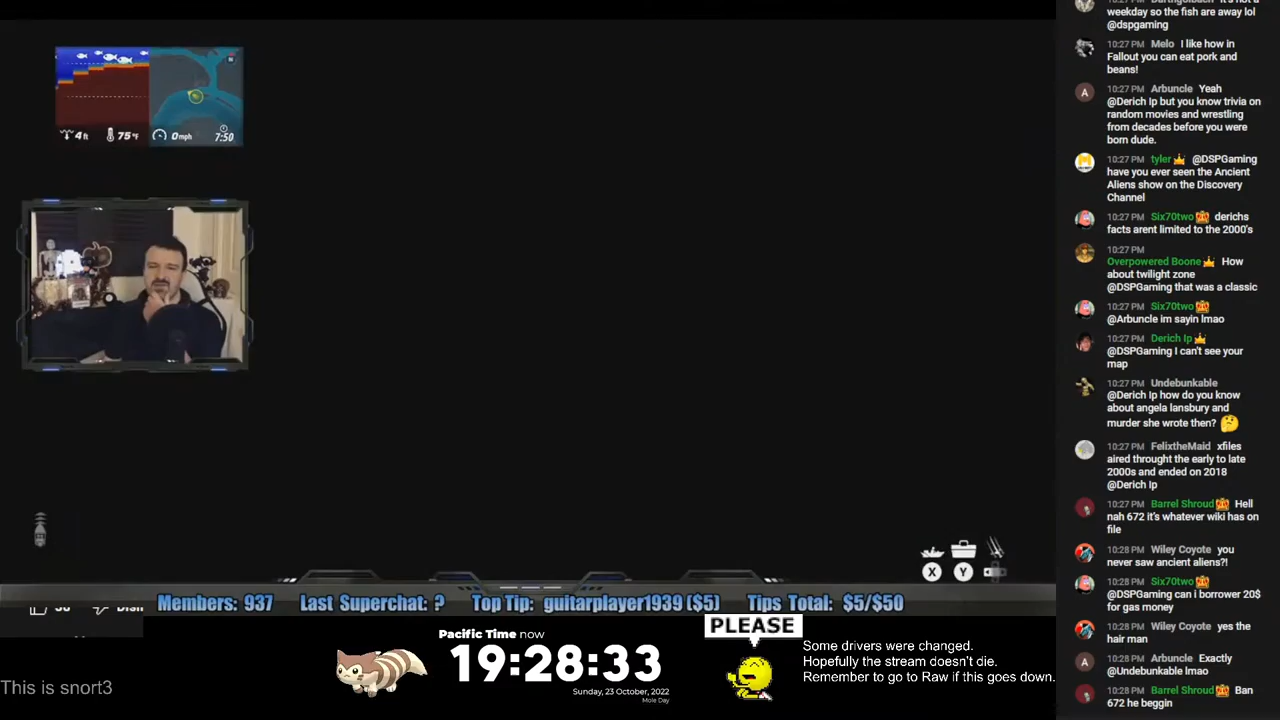 4 ft
75 °F
0 mph
7:50
X
Y
Members: 937
Last Superchat: ?
Top Tip: guitarplayer1939 ($5)
Tips Total: $5/$50
Pacific Time now
19:28:33
Sunday, 23 October, 2022
Mole Day
PLEASE
Some drivers were changed.
Hopefully the stream doesn't die.
Remember to go to Raw if this goes down.
This is snort3
weekday so the fish are away lol
@dspgaming
10:27 PM Melo I like how in
Fallout you can eat pork and
beans!
10:27 PM Arbuncle Yeah
@Derich Ip but you know trivia on
random movies and wrestling
from decades before you were
born dude.
10:27 PM tyler @DSPGaming
have you ever seen the Ancient
Aliens show on the Discovery
Channel
10:27 PM Six70two derichs
facts arent limited to the 2000's
10:27 PM
Overpowered Boone How
about twilight zone
@DSPGaming that was a classic
10:27 PM Six70two
@Arbuncle im sayin lmao
10:27 PM Derich Ip
@DSPGaming I can't see your
map
10:27 PM Undebunkable
@Derich Ip how do you know
about angela lansbury and
murder she wrote then?
10:27 PM FelixtheMaid xfiles
aired throught the early to late
2000s and ended on 2018
@Derich Ip
10:27 PM Barrel Shroud Hell
nah 672 it's whatever wiki has on
file
10:28 PM Wiley Coyote you
never saw ancient aliens?!
10:28 PM Six70two
@DSPGaming can i borrower 20$
for gas money
10:28 PM Wiley Coyote yes the
hair man
10:28 PM Arbuncle Exactly
@Undebunkable lmao
10:28 PM Barrel Shroud Ban
672 he beggin